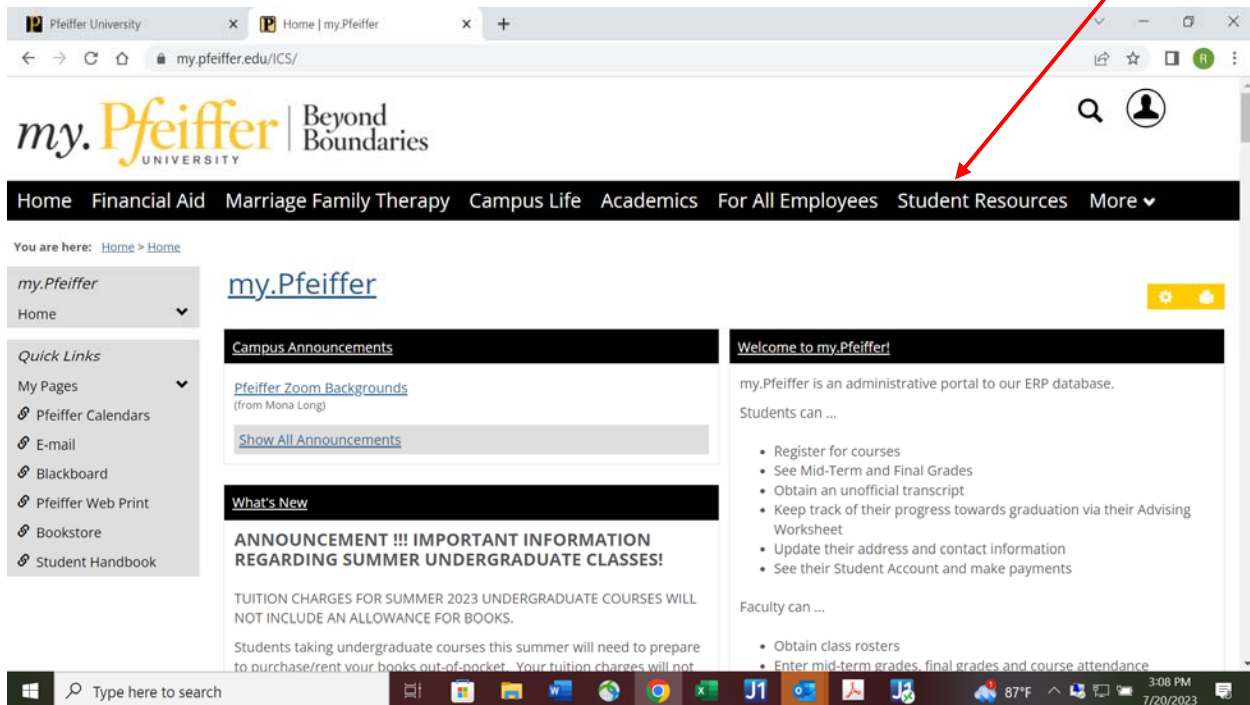 Pfeiffer University
Home | my.Pfeiffer
my.pfeiffer.edu/ICS/
R
my. Pfeiffer UNIVERSITY
Beyond
Boundaries
Home Financial Aid Marriage Family Therapy Campus Life Academics For All Employees Student Resources More
You are here: Home > Home
my.Pfeiffer
Home
Quick Links
My Pages
Pfeiffer Calendars
E-mail
Blackboard
Pfeiffer Web Print
Bookstore
Student Handbook
my.Pfeiffer
Campus Announcements
Pfeiffer Zoom Backgrounds
(from Mona Long)
Show All Announcements
What's New
ANNOUNCEMENT !!! IMPORTANT INFORMATION
REGARDING SUMMER UNDERGRADUATE CLASSES!
TUITION CHARGES FOR SUMMER 2023 UNDERGRADUATE COURSES WILL
NOT INCLUDE AN ALLOWANCE FOR BOOKS.
Students taking undergraduate courses this summer will need to prepare
to purchase/rent your books out-of-pocket. Your tuition charges will not
Welcome to my.Pfeiffer!
my.Pfeiffer is an administrative portal to our ERP database.
Students can ...
• Register for courses
• See Mid-Term and Final Grades
• Obtain an unofficial transcript
• Keep track of their progress towards graduation via their Advising
Worksheet
• Update their address and contact information
• See their Student Account and make payments
Faculty can ...
• Obtain class rosters
• Enter mid-term grades, final grades and course attendance
Type here to search
J1
87°F
3:08 PM
7/20/2023